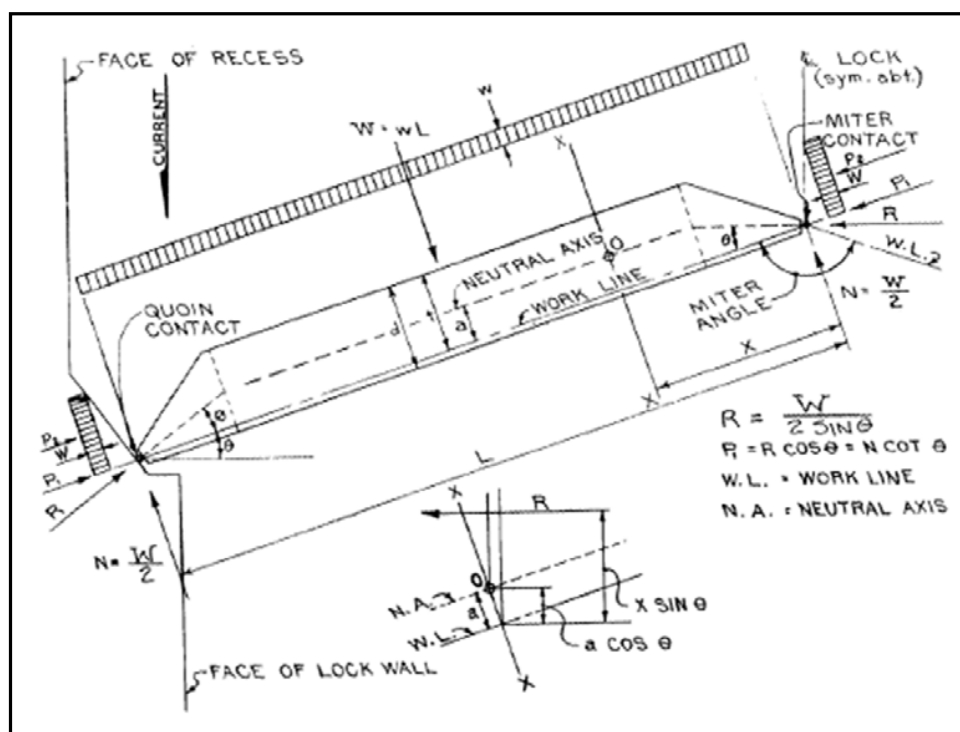 FACE OF RECESS
CURRENT
w
W = wL
X
℄ LOCK
(sym. abt.)
MITER
CONTACT
P2
W
P1
R
W.L.2
N = W/2
NEUTRAL AXIS
O
θ
WORK LINE
MITER
ANGLE
QUOIN
CONTACT
d
t
a
X
X
L
P2
W
P1
R
Ø
θ
N = W/2
R = W / 2 SIN θ
P1 = R COS θ = N COT θ
W.L. = WORK LINE
N.A. = NEUTRAL AXIS
X
R
O
N.A.
a
W.L.
X SIN θ
a COS θ
X
FACE OF LOCK WALL